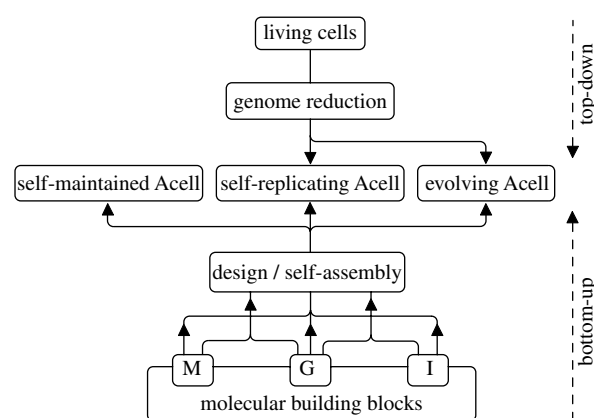 living cells
genome reduction
top-down
self-maintained Acell
self-replicating Acell
evolving Acell
design / self-assembly
bottom-up
M
G
I
molecular building blocks